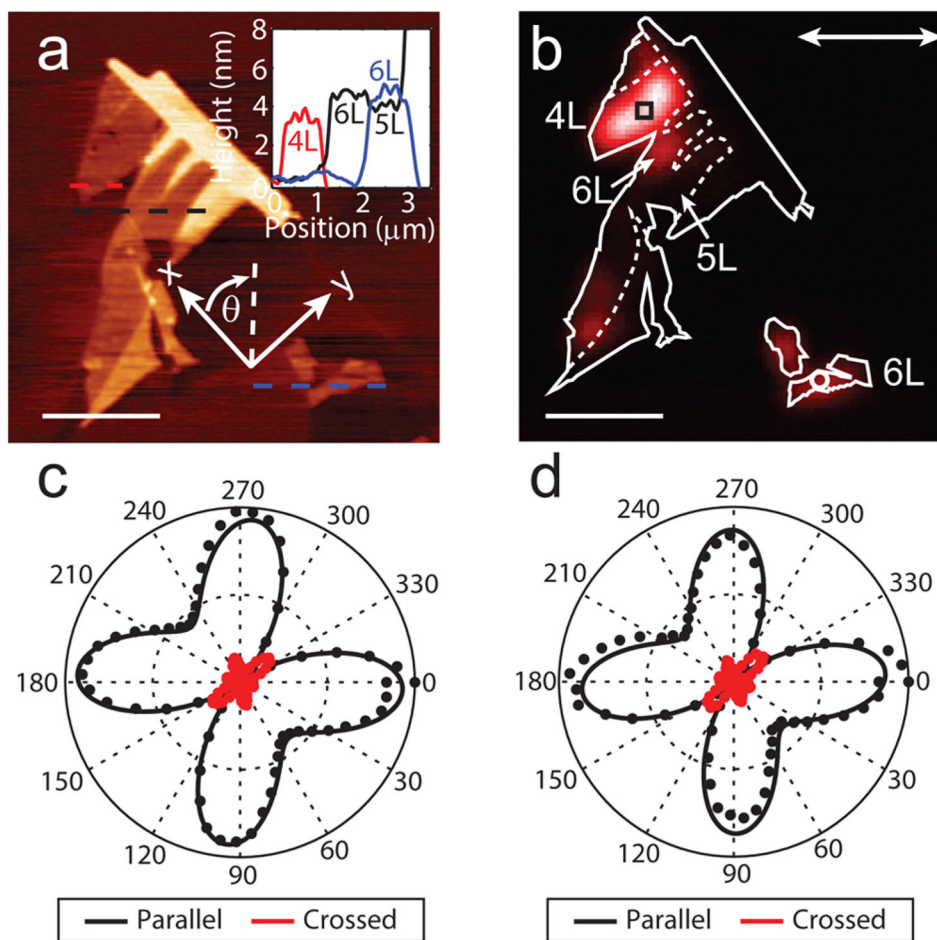 a
Height (nm)
8
6
4
2
0
4L
6L
6L
5L
0
1
2
3
Position (μm)
x
θ
y
b
4L
6L
5L
6L
c
270
240
300
210
330
180
0
150
30
120
60
90
Parallel
Crossed
d
270
240
300
210
330
180
0
150
30
120
60
90
Parallel
Crossed